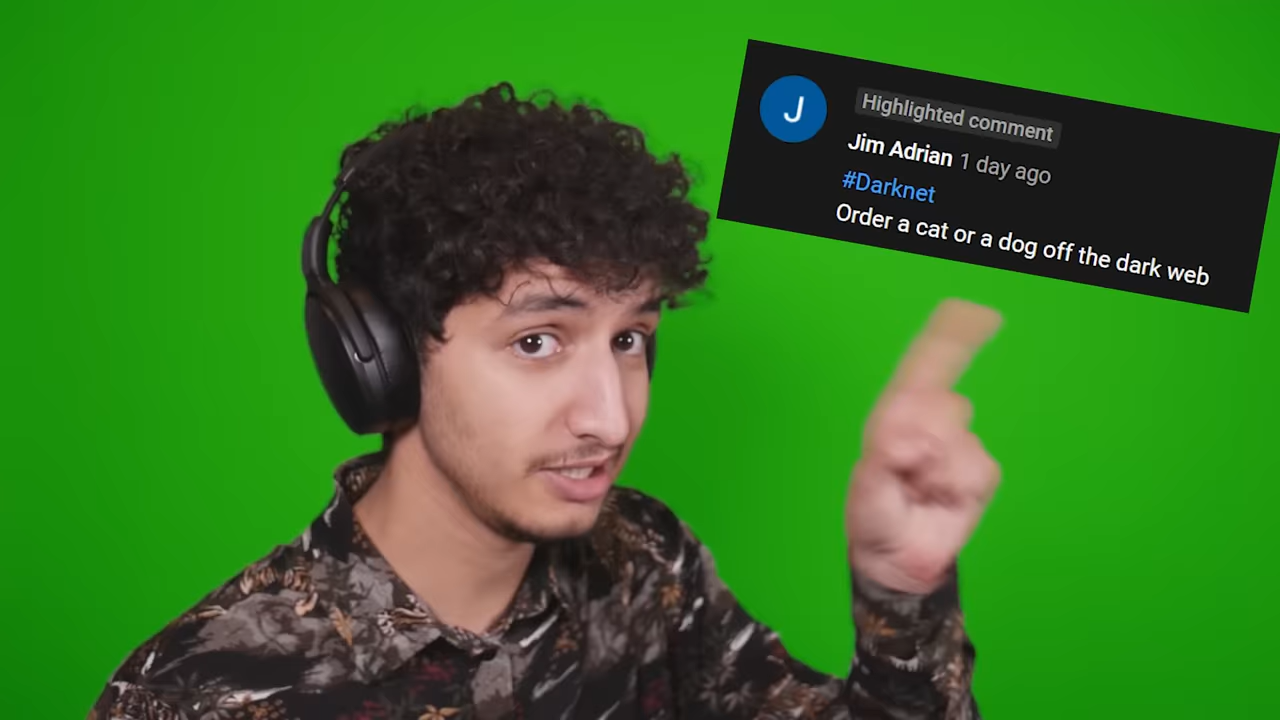 J
Highlighted comment
Jim Adrian 1 day ago
#Darknet
Order a cat or a dog off the dark web